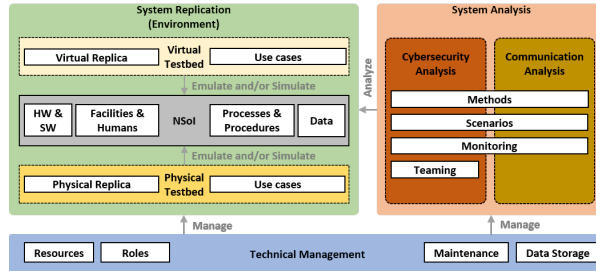 System Replication
(Environment)
Virtual Replica
Virtual
Testbed
Use cases
Emulate and/or Simulate
HW &
SW
Facilities &
Humans
NSoI
Processes &
Procedures
Data
Emulate and/or Simulate
Physical Replica
Physical
Testbed
Use cases
Analyze
System Analysis
Cybersecurity
Analysis
Communication
Analysis
Methods
Scenarios
Monitoring
Teaming
Manage
Manage
Resources
Roles
Technical Management
Maintenance
Data Storage